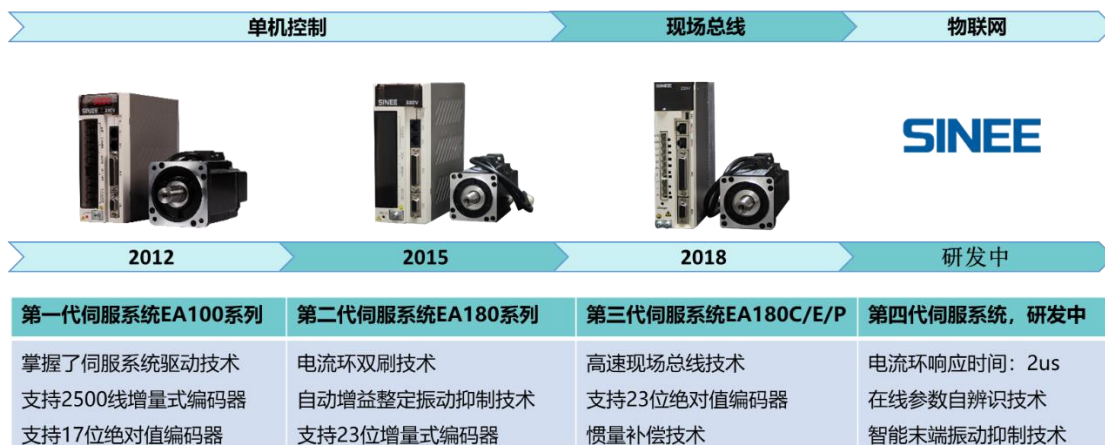 单机控制
现场总线
物联网
SINEE
SINEE
SINEE
SINEE
2012
2015
2018
研发中
第一代伺服系统EA100系列
第二代伺服系统EA180系列
第三代伺服系统EA180C/E/P
第四代伺服系统，研发中
掌握了伺服系统驱动技术
电流环双刷技术
高速现场总线技术
电流环响应时间：2us
支持2500线增量式编码器
自动增益整定振动抑制技术
支持23位绝对值编码器
在线参数自辨识技术
支持17位绝对值编码器
支持23位增量式编码器
惯量补偿技术
智能末端振动抑制技术